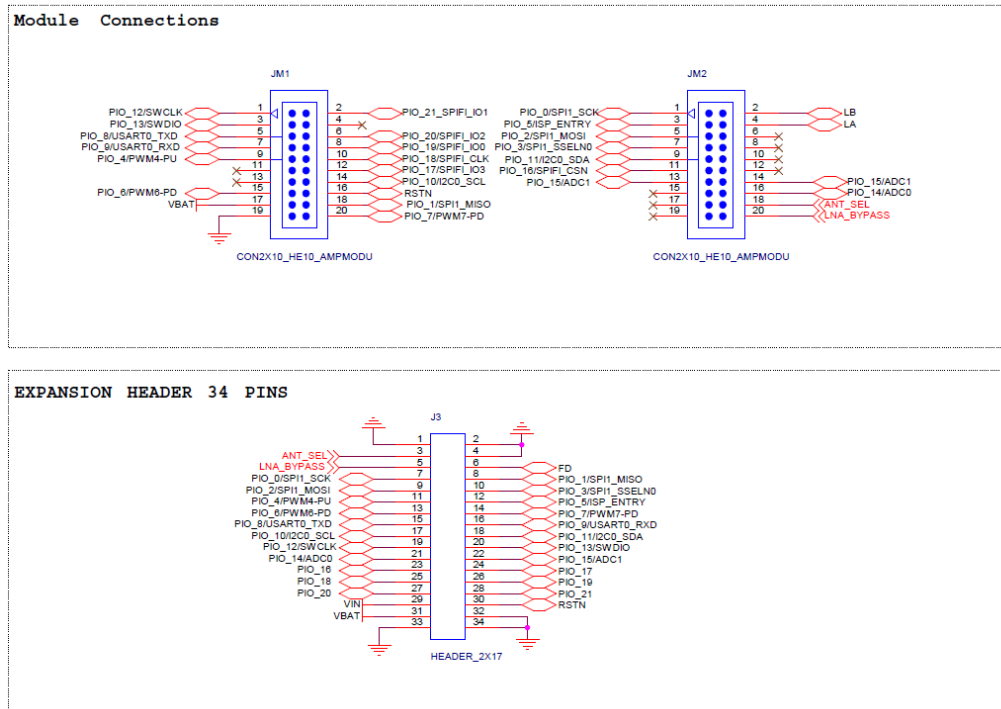 Module Connections
JM1
PIO_12/SWCLK 1 2 PIO_21_SPIFI_IO1
PIO_13/SWDIO 3 4
PIO_8/USART0_TXD 5 6 PIO_20/SPIFI_IO2
PIO_9/USART0_RXD 7 8 PIO_19/SPIFI_IO0
PIO_4/PWM4-PU 9 10 PIO_18/SPIFI_CLK
11 12 PIO_17/SPIFI_IO3
13 14 PIO_10/I2C0_SCL
PIO_6/PWM6-PD 15 16 RSTN
VBAT 17 18 PIO_1/SPI1_MISO
19 20 PIO_7/PWM7-PD
CON2X10_HE10_AMPMODU
JM2
PIO_0/SPI1_SCK 1 2 LB
PIO_5/ISP_ENTRY 3 4 LA
PIO_2/SPI1_MOSI 5 6
PIO_3/SPI1_SSELN0 7 8
PIO_11/I2C0_SDA 9 10
PIO_16/SPIFI_CSN 11 12
PIO_15/ADC1 13 14 PIO_15/ADC1
15 16 PIO_14/ADC0
17 18 ANT_SEL
19 20 LNA_BYPASS
CON2X10_HE10_AMPMODU
EXPANSION HEADER 34 PINS
J3
1 2
ANT_SEL 3 4
LNA_BYPASS 5 6 FD
PIO_0/SPI1_SCK 7 8 PIO_1/SPI1_MISO
PIO_2/SPI1_MOSI 9 10 PIO_3/SPI1_SSELN0
PIO_4/PWM4-PU 11 12 PIO_5/ISP_ENTRY
PIO_6/PWM6-PD 13 14 PIO_7/PWM7-PD
PIO_8/USART0_TXD 15 16 PIO_9/USART0_RXD
PIO_10/I2C0_SCL 17 18 PIO_11/I2C0_SDA
PIO_12/SWCLK 19 20 PIO_13/SWDIO
PIO_14/ADC0 21 22 PIO_15/ADC1
PIO_16 23 24 PIO_17
PIO_18 25 26 PIO_19
PIO_20 27 28 PIO_21
VIN 29 30 RSTN
VBAT 31 32
33 34
HEADER_2X17